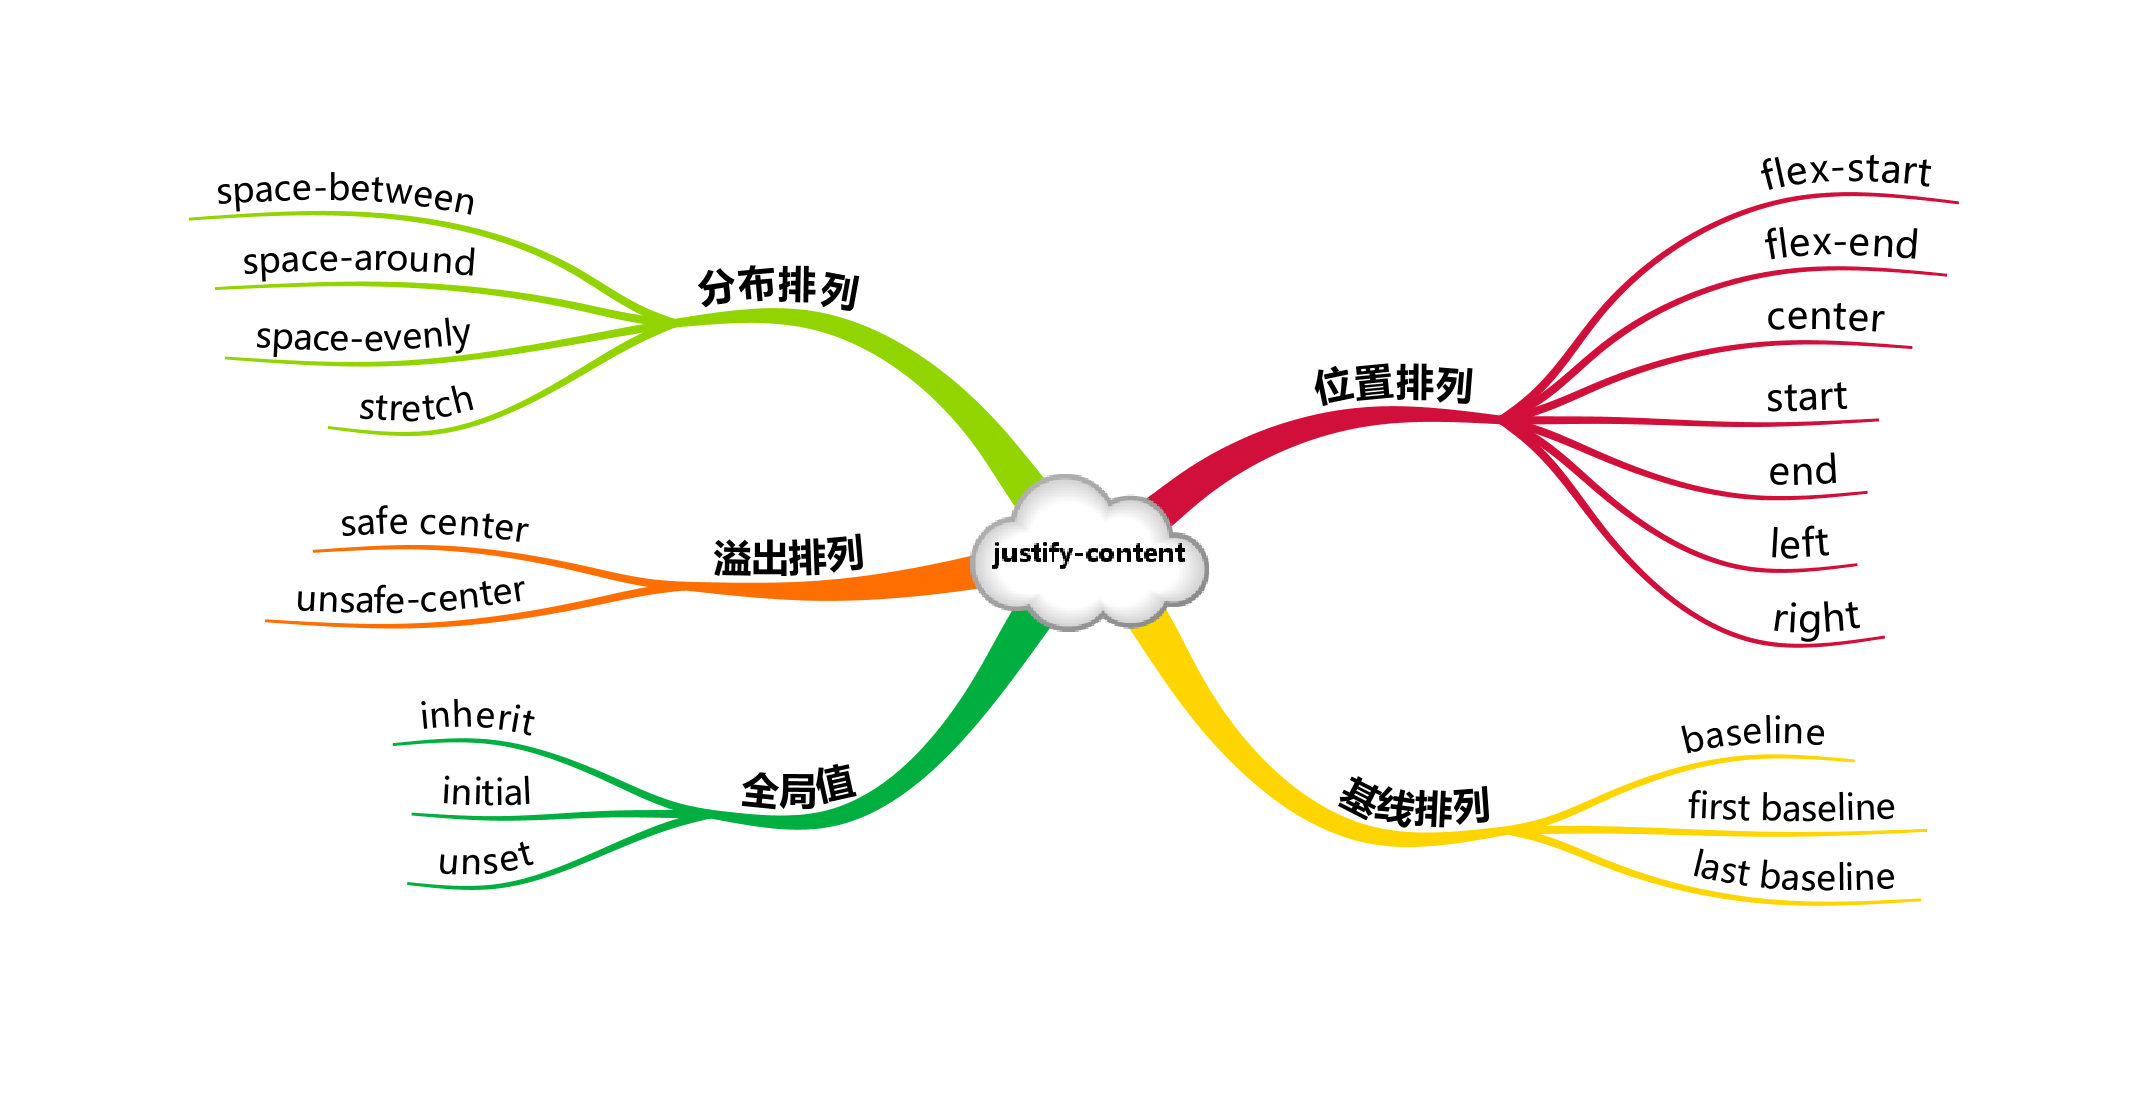 justify-content
位置排列
flex-start
flex-end
center
start
end
left
right
基线排列
baseline
first baseline
last baseline
分布排列
space-between
space-around
space-evenly
stretch
溢出排列
safe center
unsafe-center
全局值
inherit
initial
unset